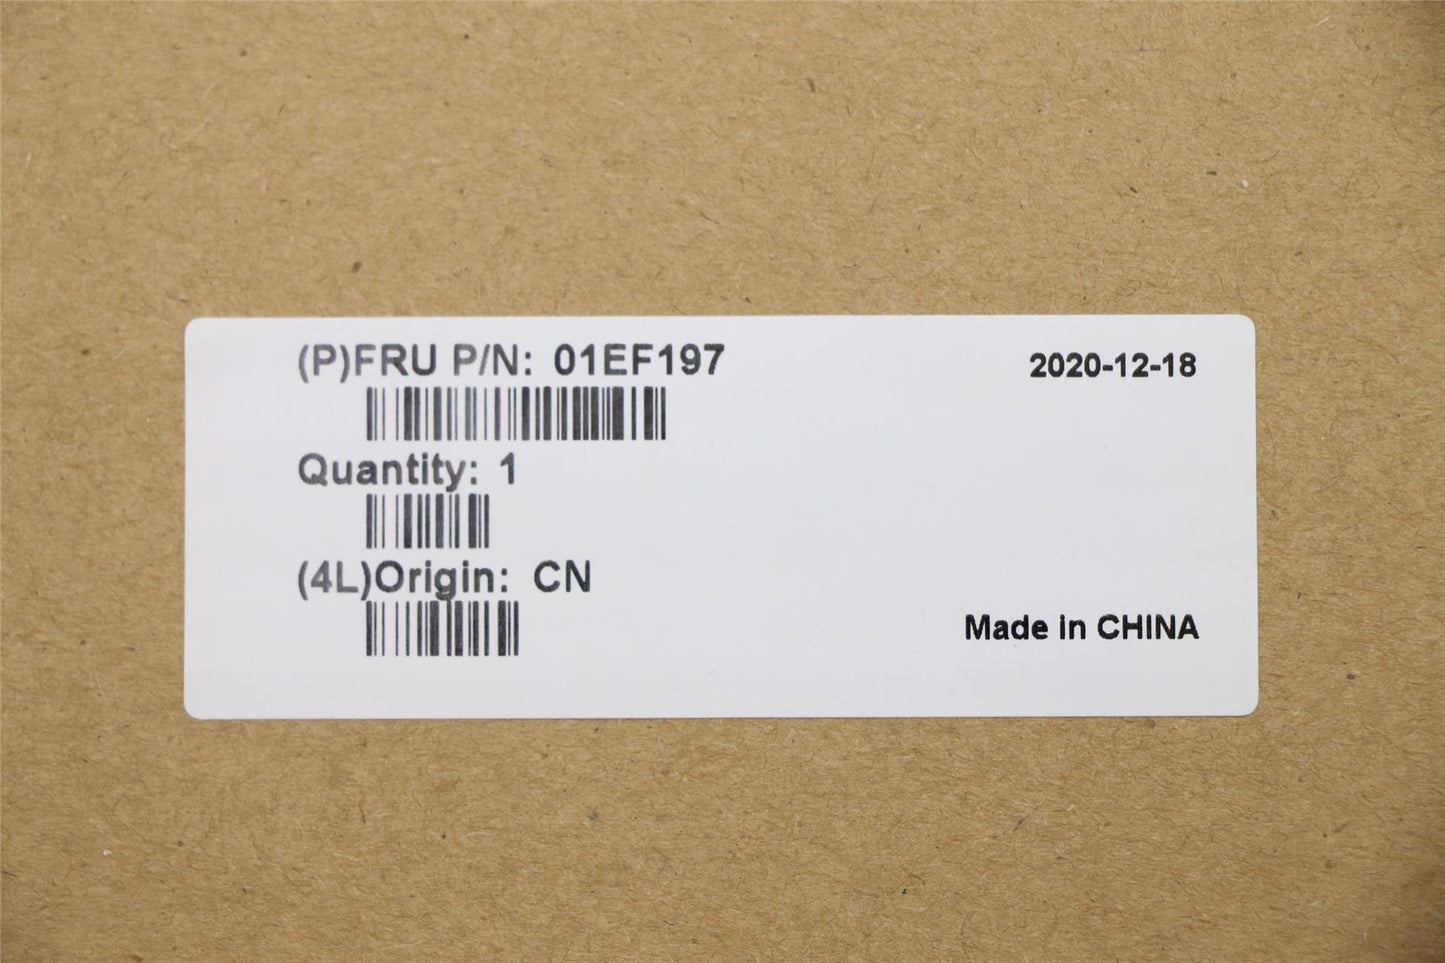 (P)FRU P/N: 01EF197
2020-12-18
Quantity: 1
(4L)Origin: CN
Made in CHINA